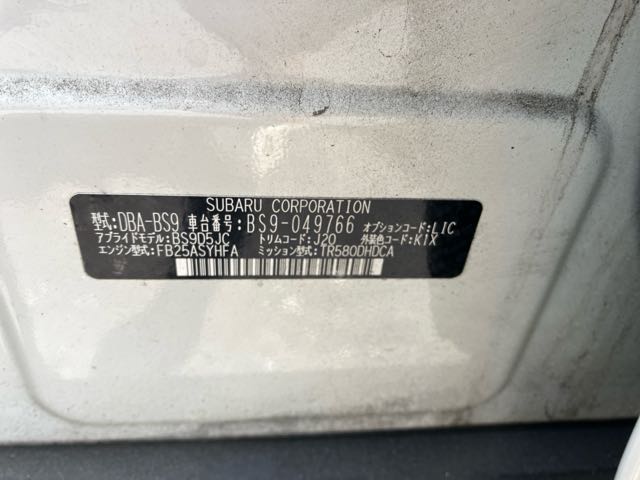 SUBARU CORPORATION
型式:DBA-BS9 車台番号:BS9-049766 オプションコード:LIC
アプライドモデル:BS9D5JC トリムコード:J20 外装色コード:K1X
エンジン型式:FB25ASYHFA ミッション型式:TR580DHDCA